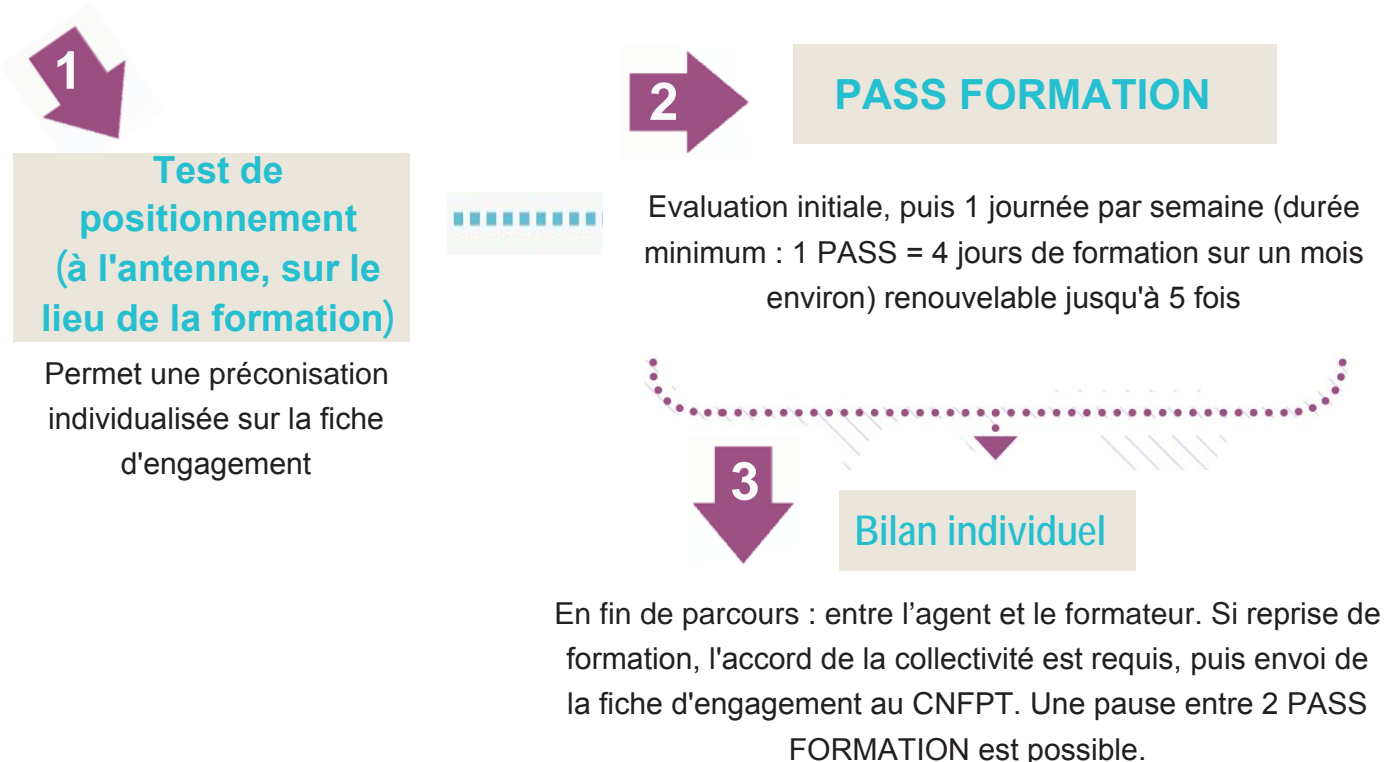 1
Test de
positionnement
(à l'antenne, sur le
lieu de la formation)
Permet une préconisation
individualisée sur la fiche
d'engagement
2
PASS FORMATION
Evaluation initiale, puis 1 journée par semaine (durée
minimum : 1 PASS = 4 jours de formation sur un mois
environ) renouvelable jusqu'à 5 fois
3
Bilan individuel
En fin de parcours : entre l’agent et le formateur. Si reprise de
formation, l'accord de la collectivité est requis, puis envoi de
la fiche d'engagement au CNFPT. Une pause entre 2 PASS
FORMATION est possible.